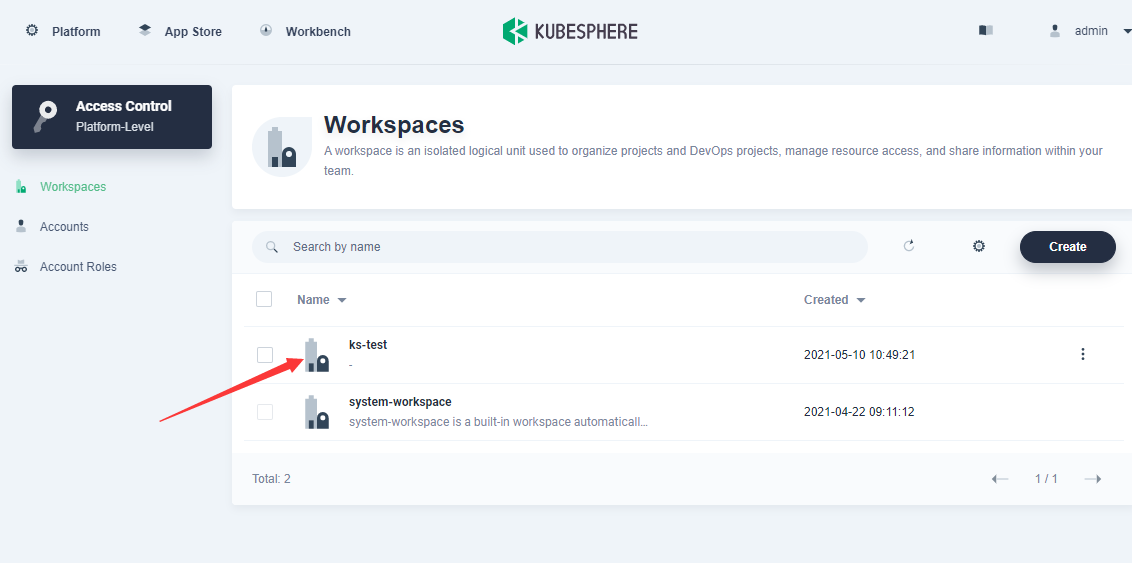 Platform
App Store
Workbench
KUBESPHERE
admin
Access Control
Platform-Level
Workspaces
Accounts
Account Roles
Workspaces
A workspace is an isolated logical unit used to organize projects and DevOps projects, manage resource access, and share information within your
team.
Search by name
Create
Name
Created
ks-test
-
2021-05-10 10:49:21
system-workspace
system-workspace is a built-in workspace automaticall...
2021-04-22 09:11:12
Total: 2
1 / 1